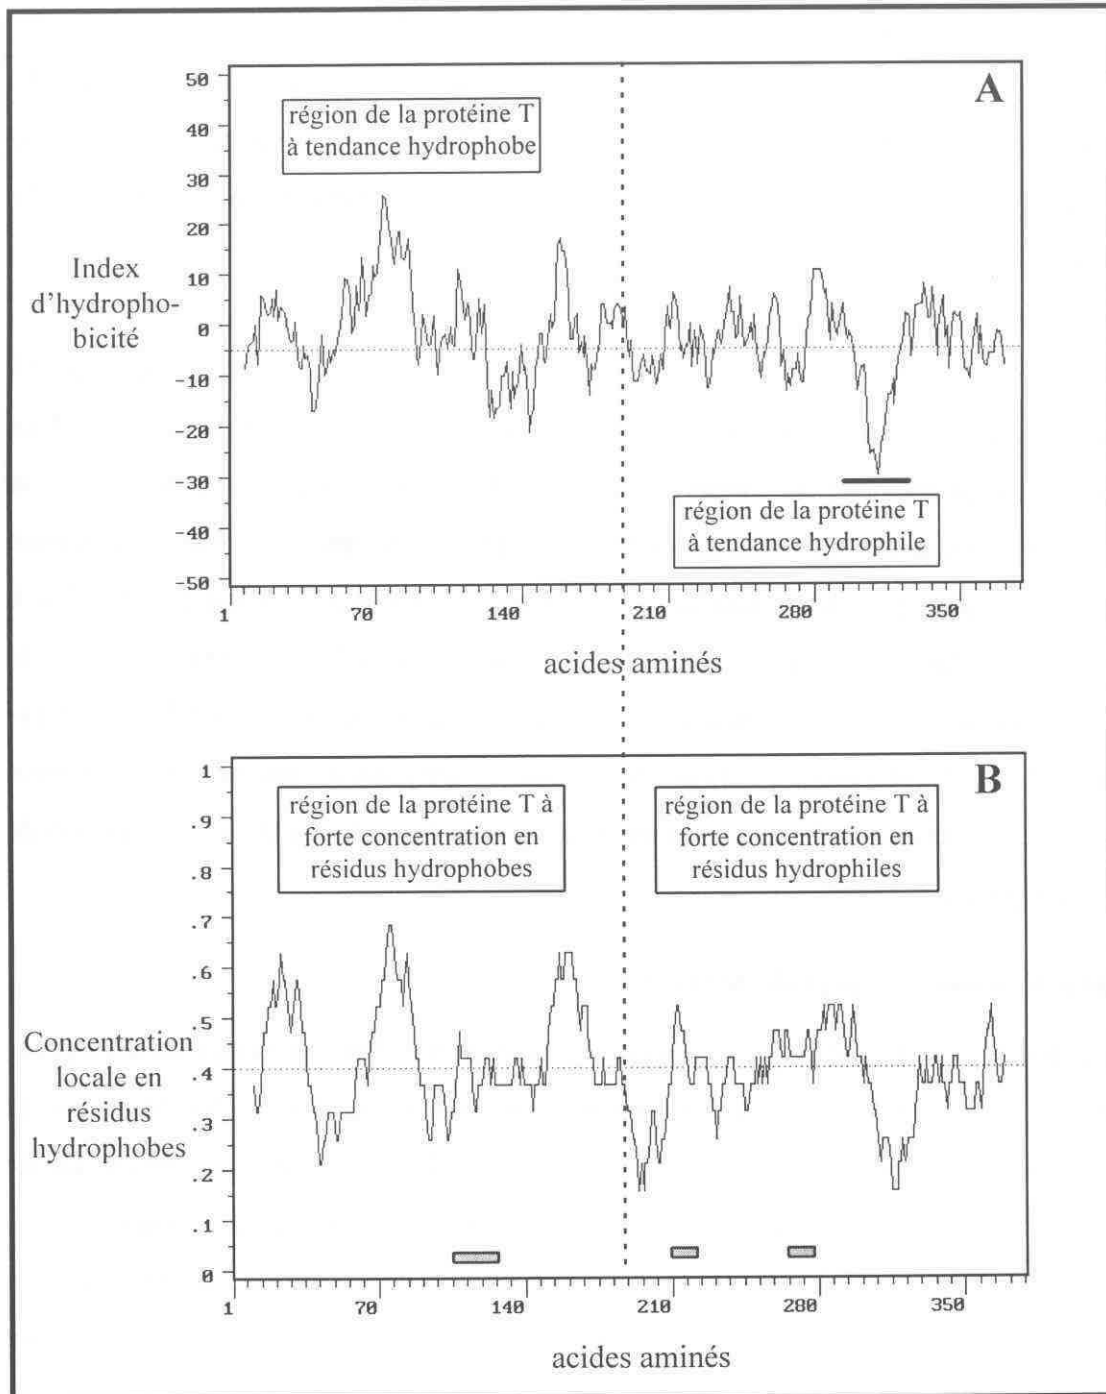 A
50
40
30
20
10
0
-10
-20
-30
-40
-50
région de la protéine T
à tendance hydrophobe
Index
d'hydropho-
bicité
région de la protéine T
à tendance hydrophile
1 70 140 210 280 350
acides aminés
B
1
.9
.8
.7
.6
.5
.4
.3
.2
.1
0
région de la protéine T à
forte concentration en
résidus hydrophobes
région de la protéine T à
forte concentration en
résidus hydrophiles
Concentration
locale en
résidus
hydrophobes
1 70 140 210 280 350
acides aminés